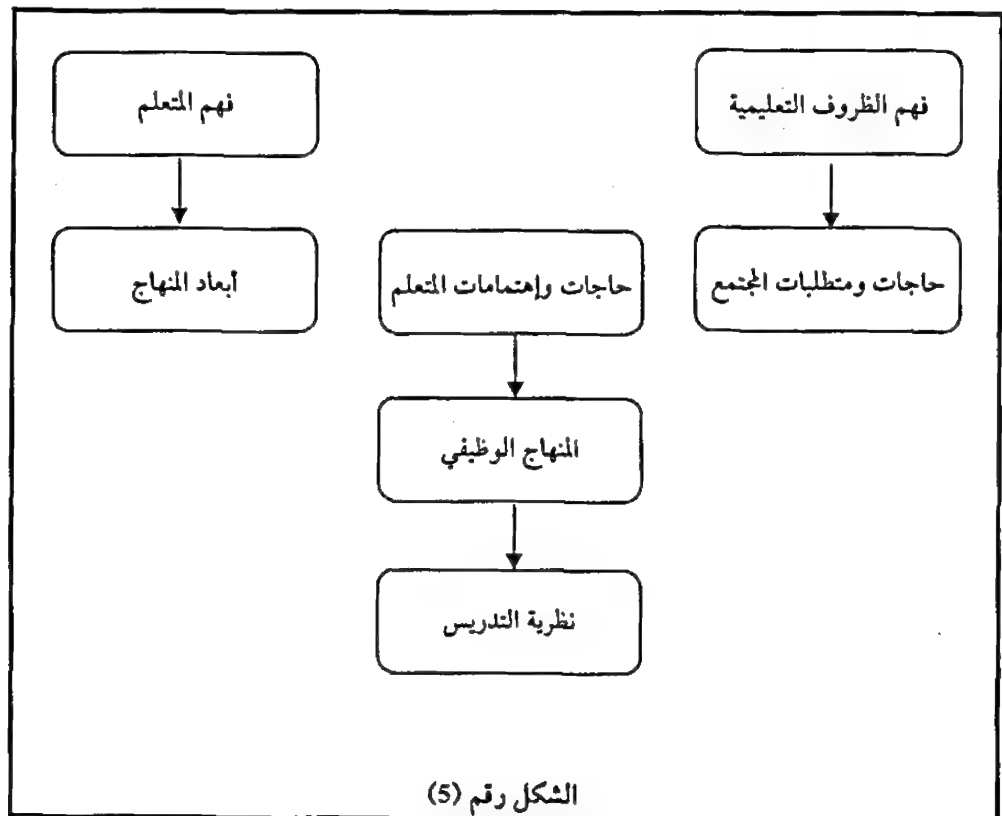 فهم الظروف التعليمية
فهم المتعلم
حاجات ومتطلبات المجتمع
حاجات وإهتمامات المتعلم
أبعاد المنهاج
المنهاج الوظيفي
نظرية التدريس
الشكل رقم (5)